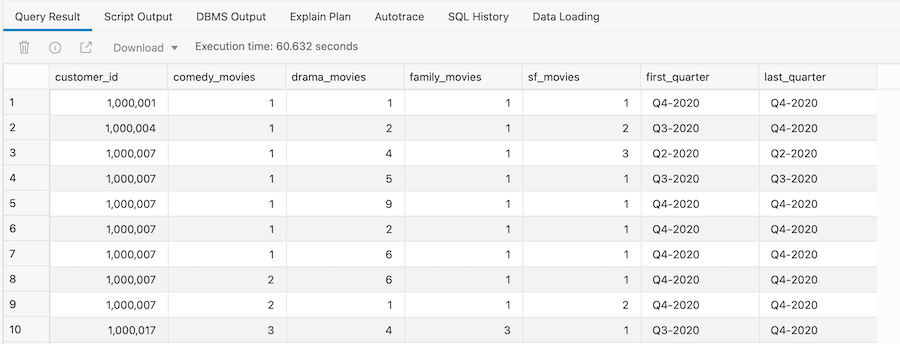 Query Result Script Output DBMS Output Explain Plan Autotrace SQL History Data Loading
Download Execution time: 60.632 seconds
customer_id comedy_movies drama_movies family_movies sf_movies first_quarter last_quarter
1 1,000,001 1 1 1 1 Q4-2020 Q4-2020
2 1,000,004 1 2 1 2 Q3-2020 Q4-2020
3 1,000,007 1 4 1 3 Q2-2020 Q2-2020
4 1,000,007 1 5 1 1 Q3-2020 Q3-2020
5 1,000,007 1 9 1 1 Q4-2020 Q4-2020
6 1,000,007 1 2 1 1 Q4-2020 Q4-2020
7 1,000,007 1 6 1 1 Q4-2020 Q4-2020
8 1,000,007 2 6 1 1 Q4-2020 Q4-2020
9 1,000,007 2 1 1 2 Q4-2020 Q4-2020
10 1,000,017 3 4 3 1 Q3-2020 Q4-2020